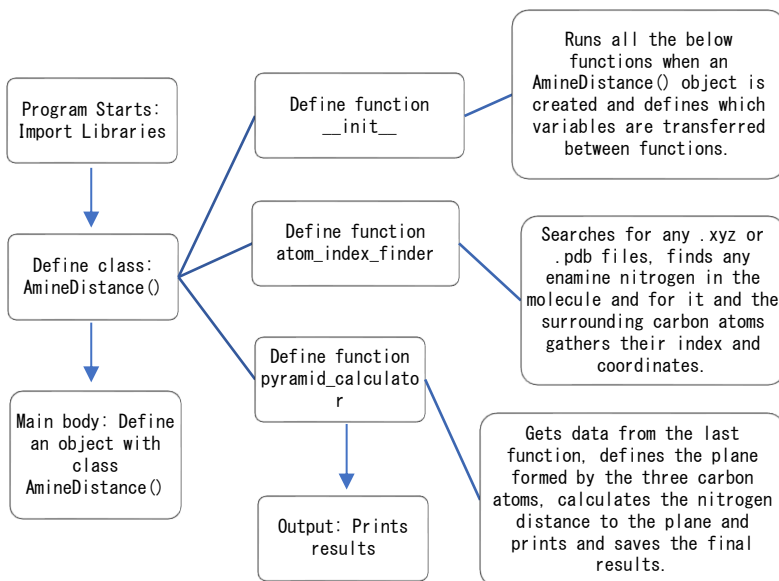 Program Starts:
Import Libraries
Define class:
AmineDistance()
Main body: Define
an object with
class
AmineDistance()
Define function
__init__
Runs all the below
functions when an
AmineDistance() object is
created and defines which
variables are transferred
between functions.
Define function
atom_index_finder
Searches for any .xyz or
.pdb files, finds any
enamine nitrogen in the
molecule and for it and the
surrounding carbon atoms
gathers their index and
coordinates.
Define function
pyramid_calculato
r
Gets data from the last
function, defines the plane
formed by the three carbon
atoms, calculates the nitrogen
distance to the plane and
prints and saves the final
results.
Output: Prints
results